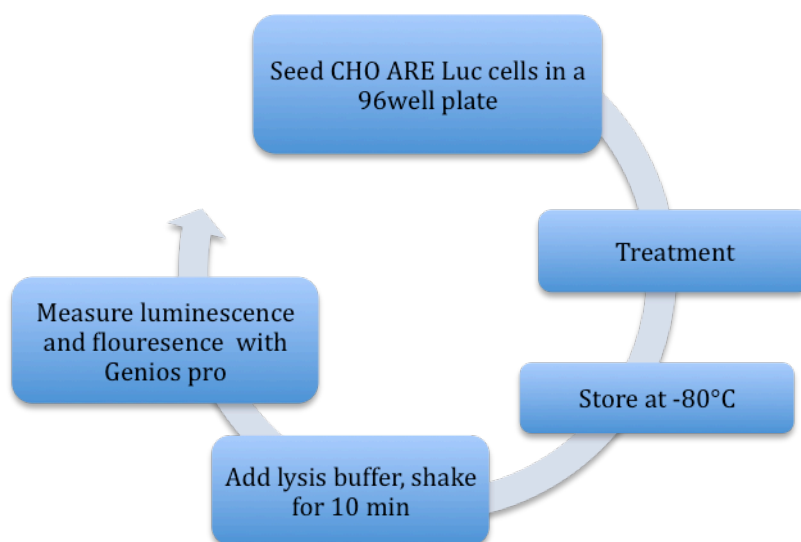 Seed CHO ARE Luc cells in a
96well plate
Treatment
Store at -80°C
Add lysis buffer, shake
for 10 min
Measure luminescence
and flouresence with
Genios pro